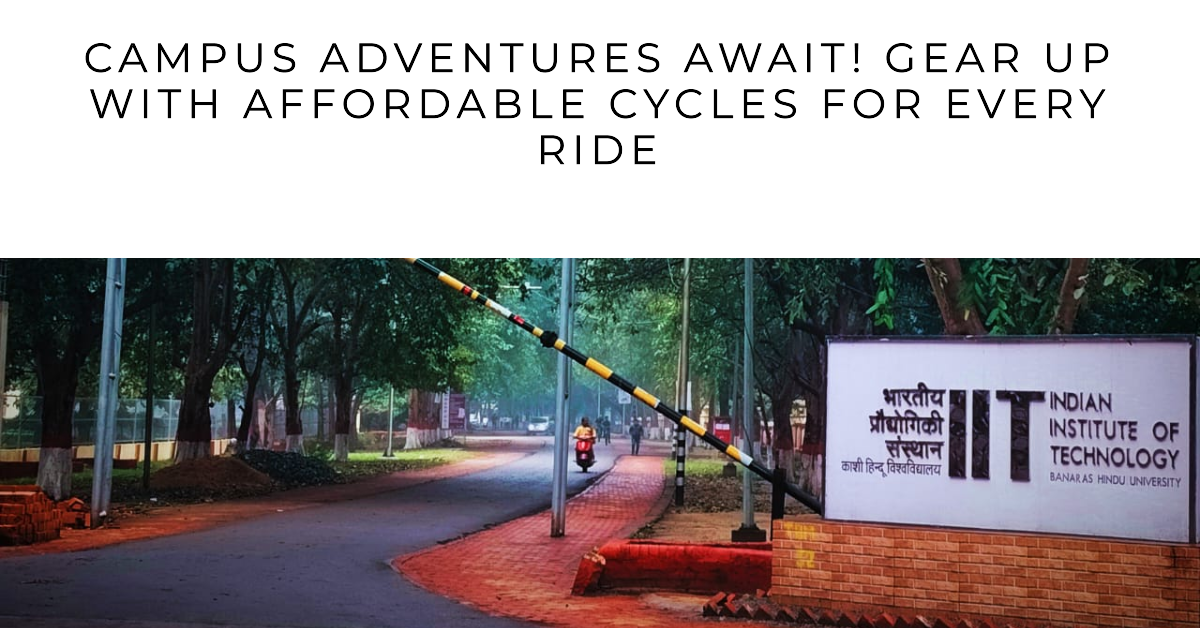 CAMPUS ADVENTURES AWAIT! GEAR UP
WITH AFFORDABLE CYCLES FOR EVERY
RIDE
भारतीय
प्रौद्योगिकी
संस्थान
काशी हिन्दू विश्वविद्यालय
IIT
INDIAN
INSTITUTE OF
TECHNOLOGY
BANARAS HINDU UNIVERSITY